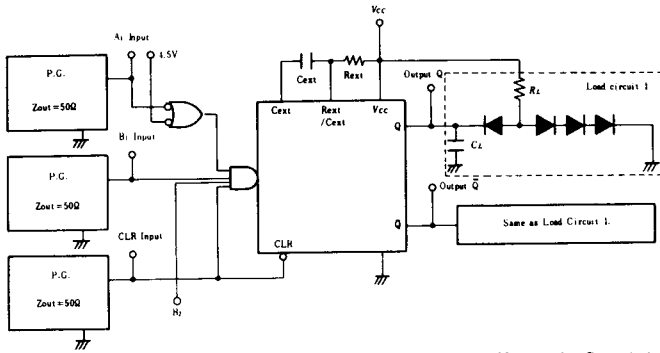 Vcc
A1 Input
4.5V
P.G.
Zout=50Ω
Cext
Rext
Output Q
Load circuit 1
RL
Cext
Rext
/Cext
Vcc
Q
CL
B1 Input
P.G.
Zout=50Ω
Output Q̄
Q
Same as Load Circuit 1.
CLR
CLR Input
P.G.
Zout=50Ω